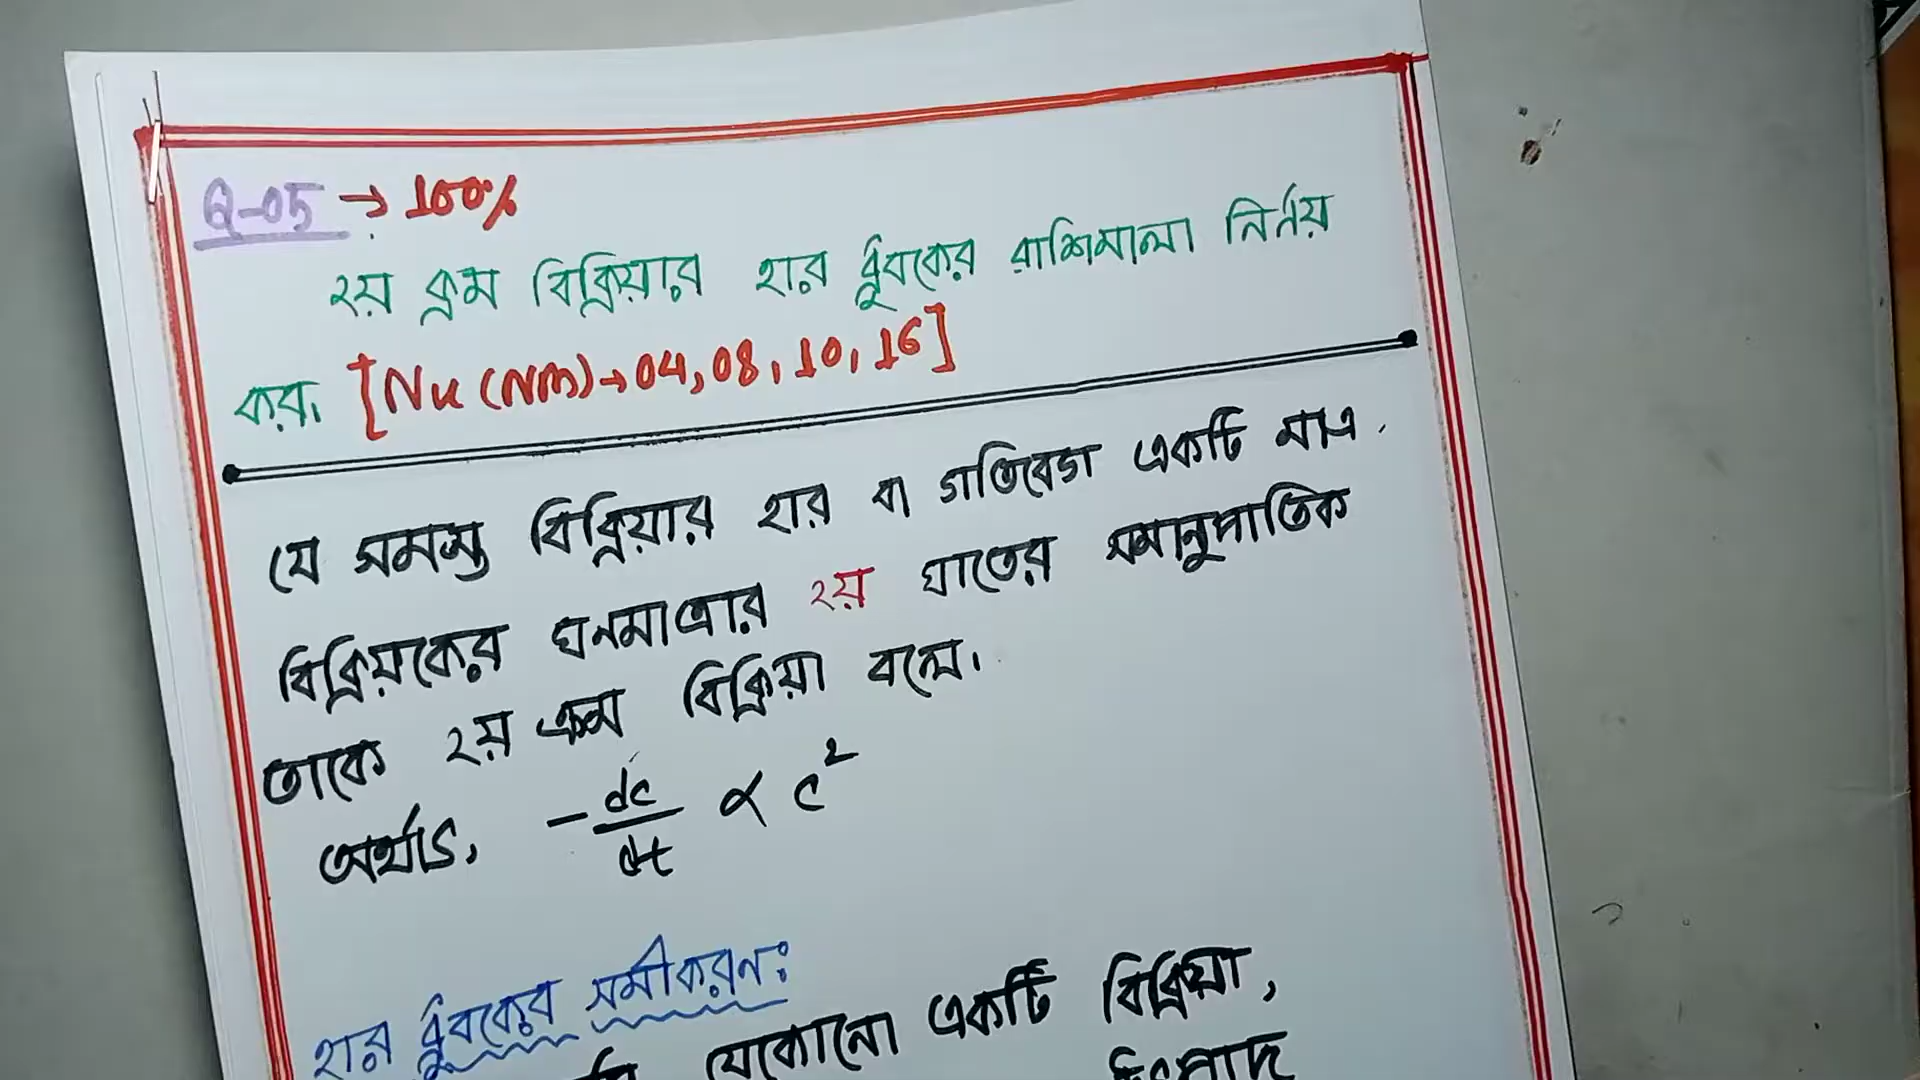 Q-05 → 100%
২য় ক্রম বিক্রিয়ার হার ধ্রুবকের রাশিমালা নির্ণয়
কর। [Nu (Nm) → 04, 08, 10, 16]
যে সমস্ত বিক্রিয়ার হার বা গতিবেগ একটি মাত্র
বিক্রিয়কের ঘনমাত্রার ২য় ঘাতের সমানুপাতিক
তাকে ২য় ক্রম বিক্রিয়া বলে।
অর্থাৎ, -dc/dt ∝ c²
হার ধ্রুবকের সমীকরণঃ
যেকোনো একটি বিক্রিয়া,
উৎপাদ